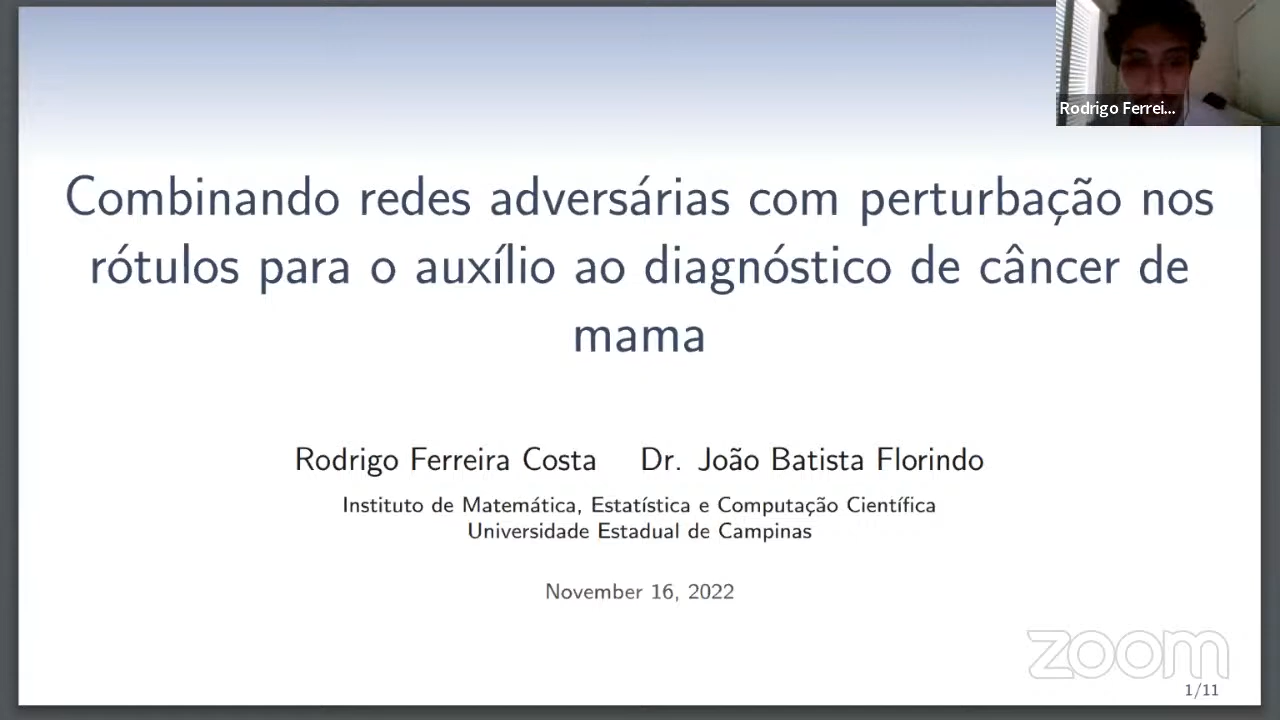 Rodrigo Ferrei...
Combinando redes adversárias com perturbação nos
rótulos para o auxílio ao diagnóstico de câncer de
mama
Rodrigo Ferreira Costa Dr. João Batista Florindo
Instituto de Matemática, Estatística e Computação Científica
Universidade Estadual de Campinas
November 16, 2022
zoom
1/11